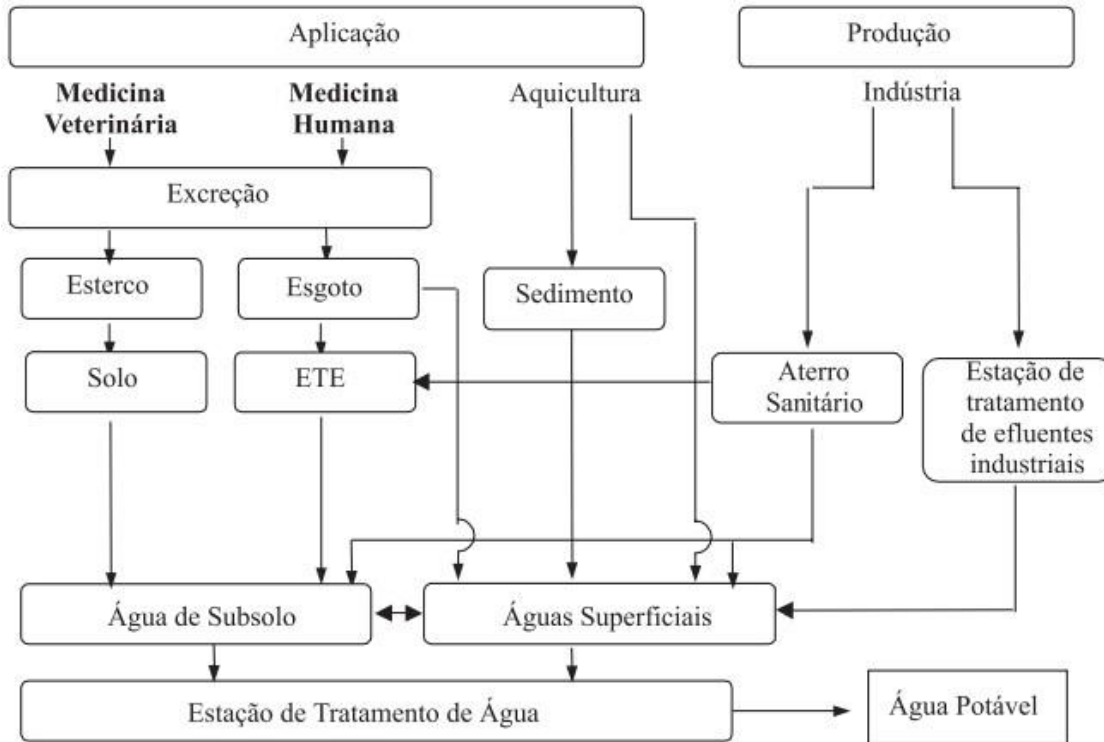 Aplicação
Produção
Medicina
Veterinária
Medicina
Humana
Aquicultura
Indústria
Excreção
Esterco
Esgoto
Sedimento
Solo
ETE
Aterro
Sanitário
Estação de
tratamento
de efluentes
industriais
Água de Subsolo
Águas Superficiais
Estação de Tratamento de Água
Água Potável